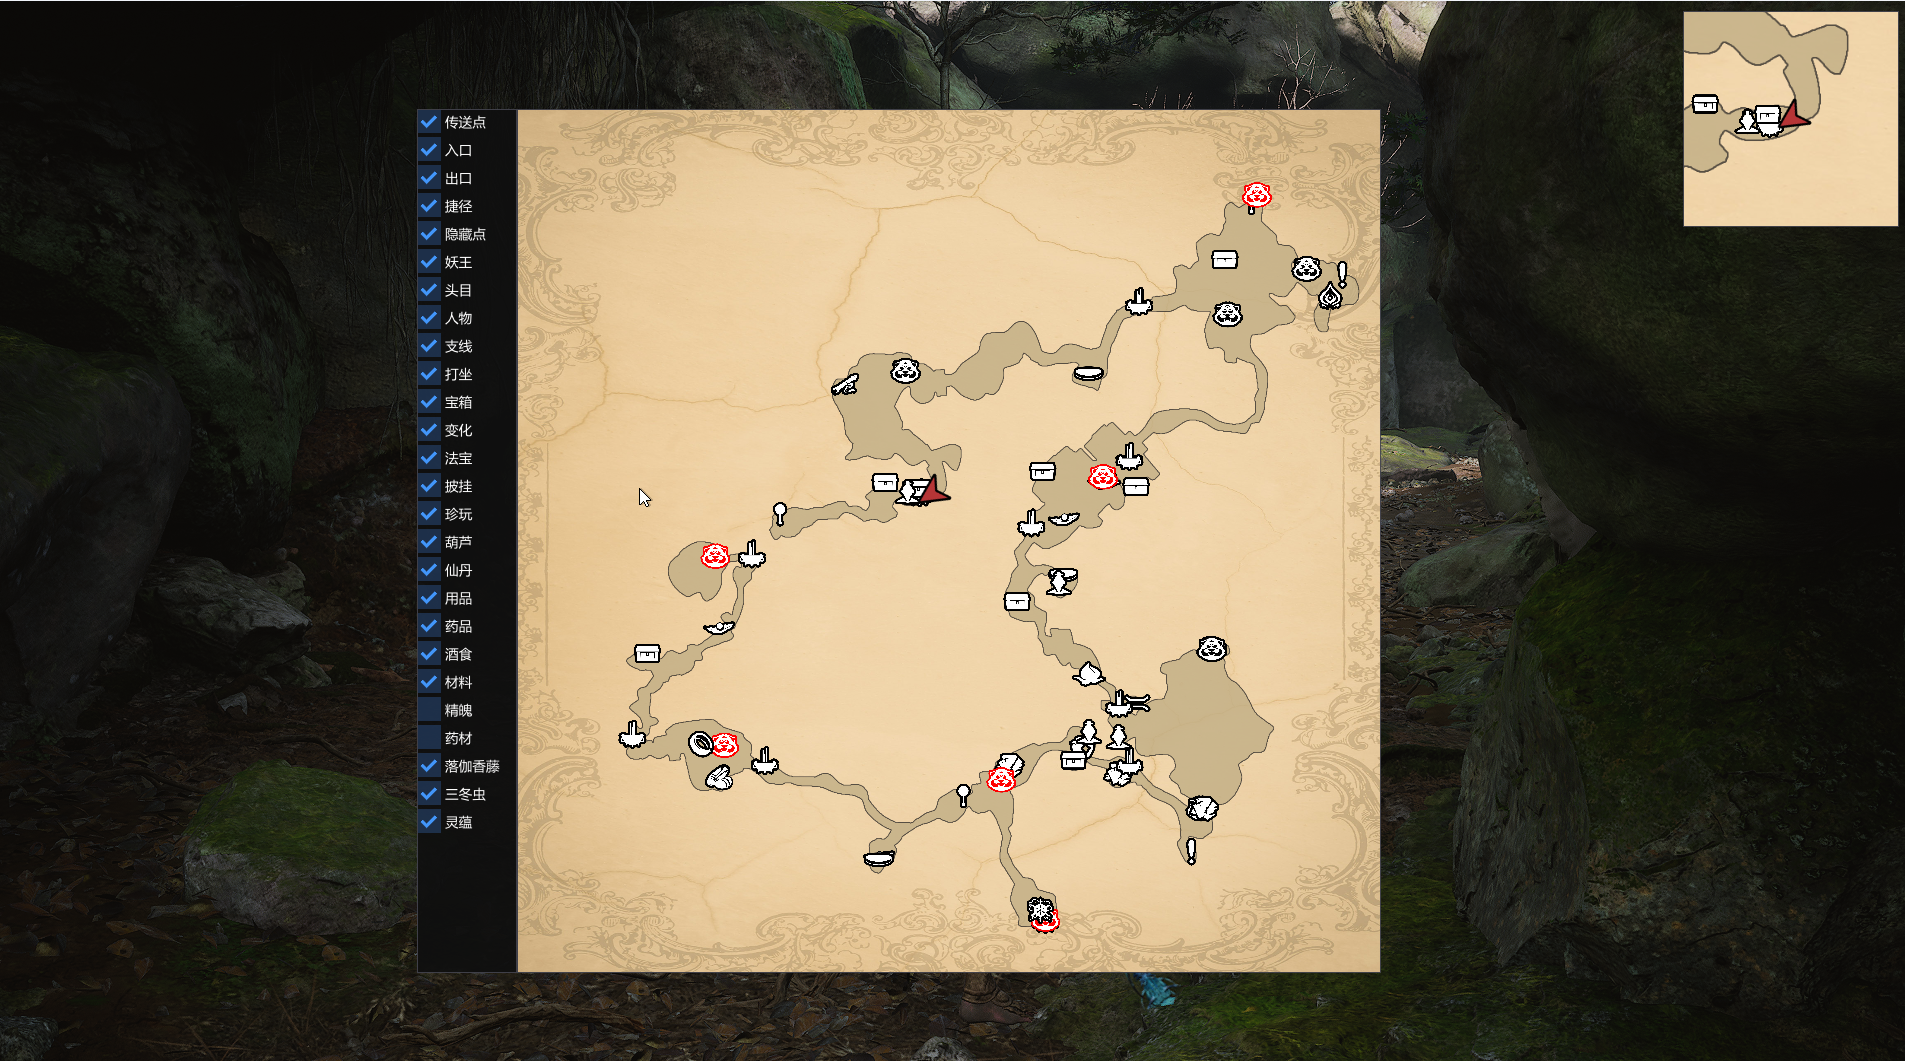 传送点
入口
出口
捷径
隐藏点
妖王
头目
人物
支线
打坐
宝箱
变化
法宝
披挂
珍玩
葫芦
仙丹
用品
药品
酒食
材料
精魄
药材
落伽香藤
三冬虫
灵蕴